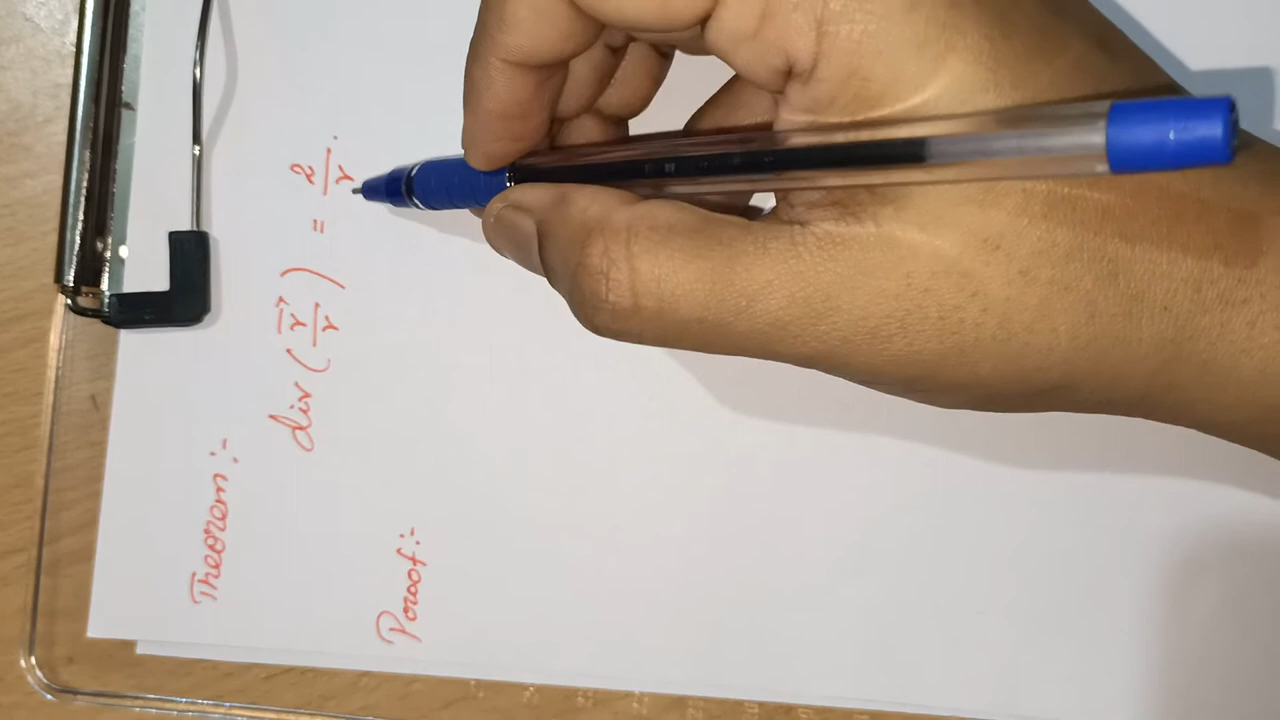 Theorem :-
div ( r⃗ / r ) = 2 / r .
Proof :-